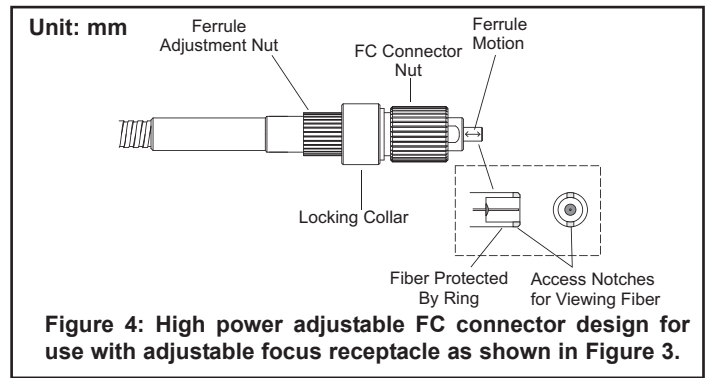 Unit: mm
Ferrule
Adjustment Nut
FC Connector
Nut
Ferrule
Motion
Locking Collar
Fiber Protected
By Ring
Access Notches
for Viewing Fiber
Figure 4: High power adjustable FC connector design for
use with adjustable focus receptacle as shown in Figure 3.